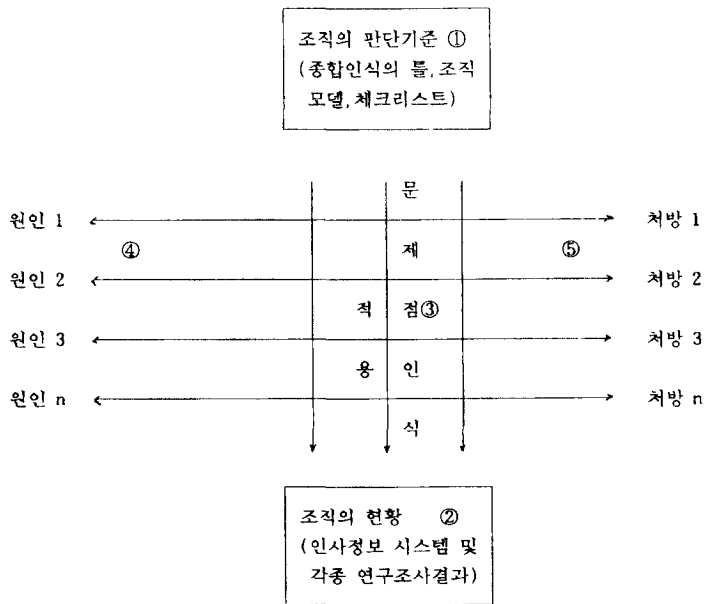 조직의 판단기준 ①
(종합인식의 틀, 조직
모델, 체크리스트)
문
원인 1
처방 1
④
제
⑤
원인 2
처방 2
적
점③
원인 3
처방 3
용
인
원인 n
처방 n
식
조직의 현황 ②
(인사정보 시스템 및
각종 연구조사결과)